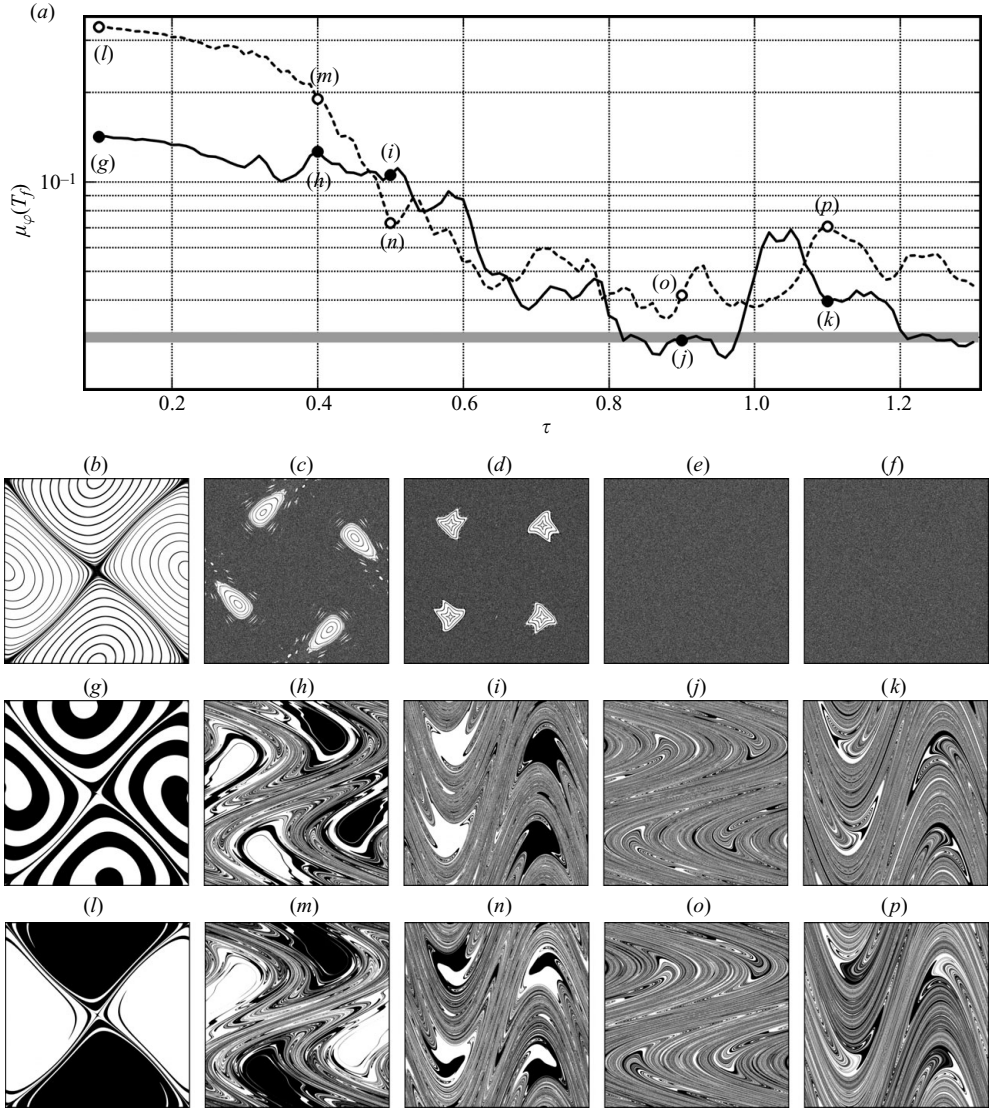 (a)
(l)
(m)
(g)
(h)
(i)
(n)
(o)
(j)
(p)
(k)
10⁻¹
μφ(Tf)
0.2 0.4 0.6 0.8 1.0 1.2
τ
(b) (c) (d) (e) (f)
(g) (h) (i) (j) (k)
(l) (m) (n) (o) (p)